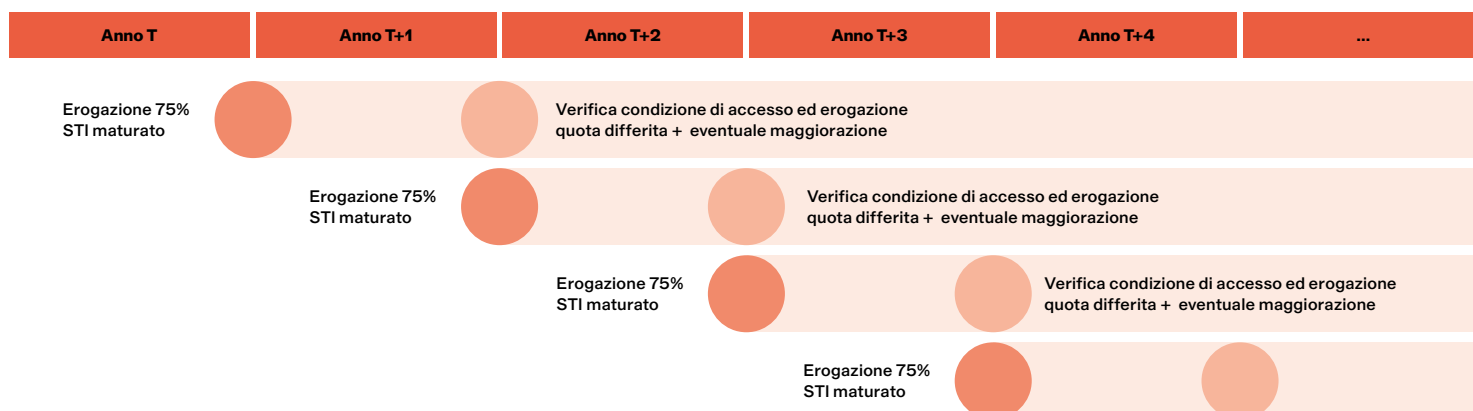 Anno T
Anno T+1
Anno T+2
Anno T+3
Anno T+4
...
Erogazione 75%
STI maturato
Verifica condizione di accesso ed erogazione
quota differita + eventuale maggiorazione
Erogazione 75%
STI maturato
Verifica condizione di accesso ed erogazione
quota differita + eventuale maggiorazione
Erogazione 75%
STI maturato
Verifica condizione di accesso ed erogazione
quota differita + eventuale maggiorazione
Erogazione 75%
STI maturato